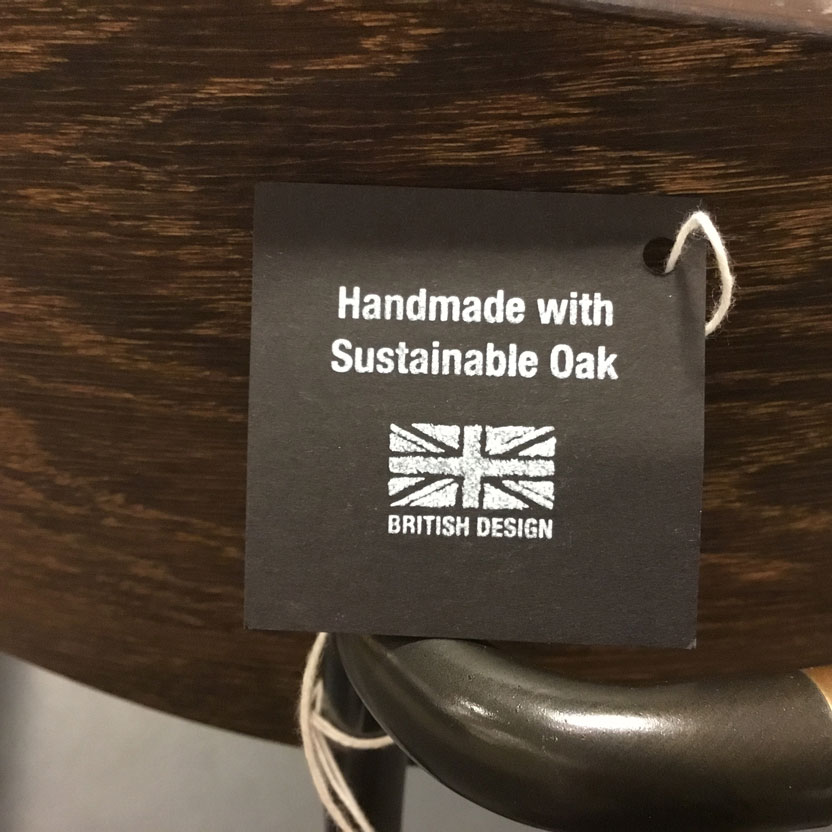 Handmade with
Sustainable Oak
BRITISH DESIGN